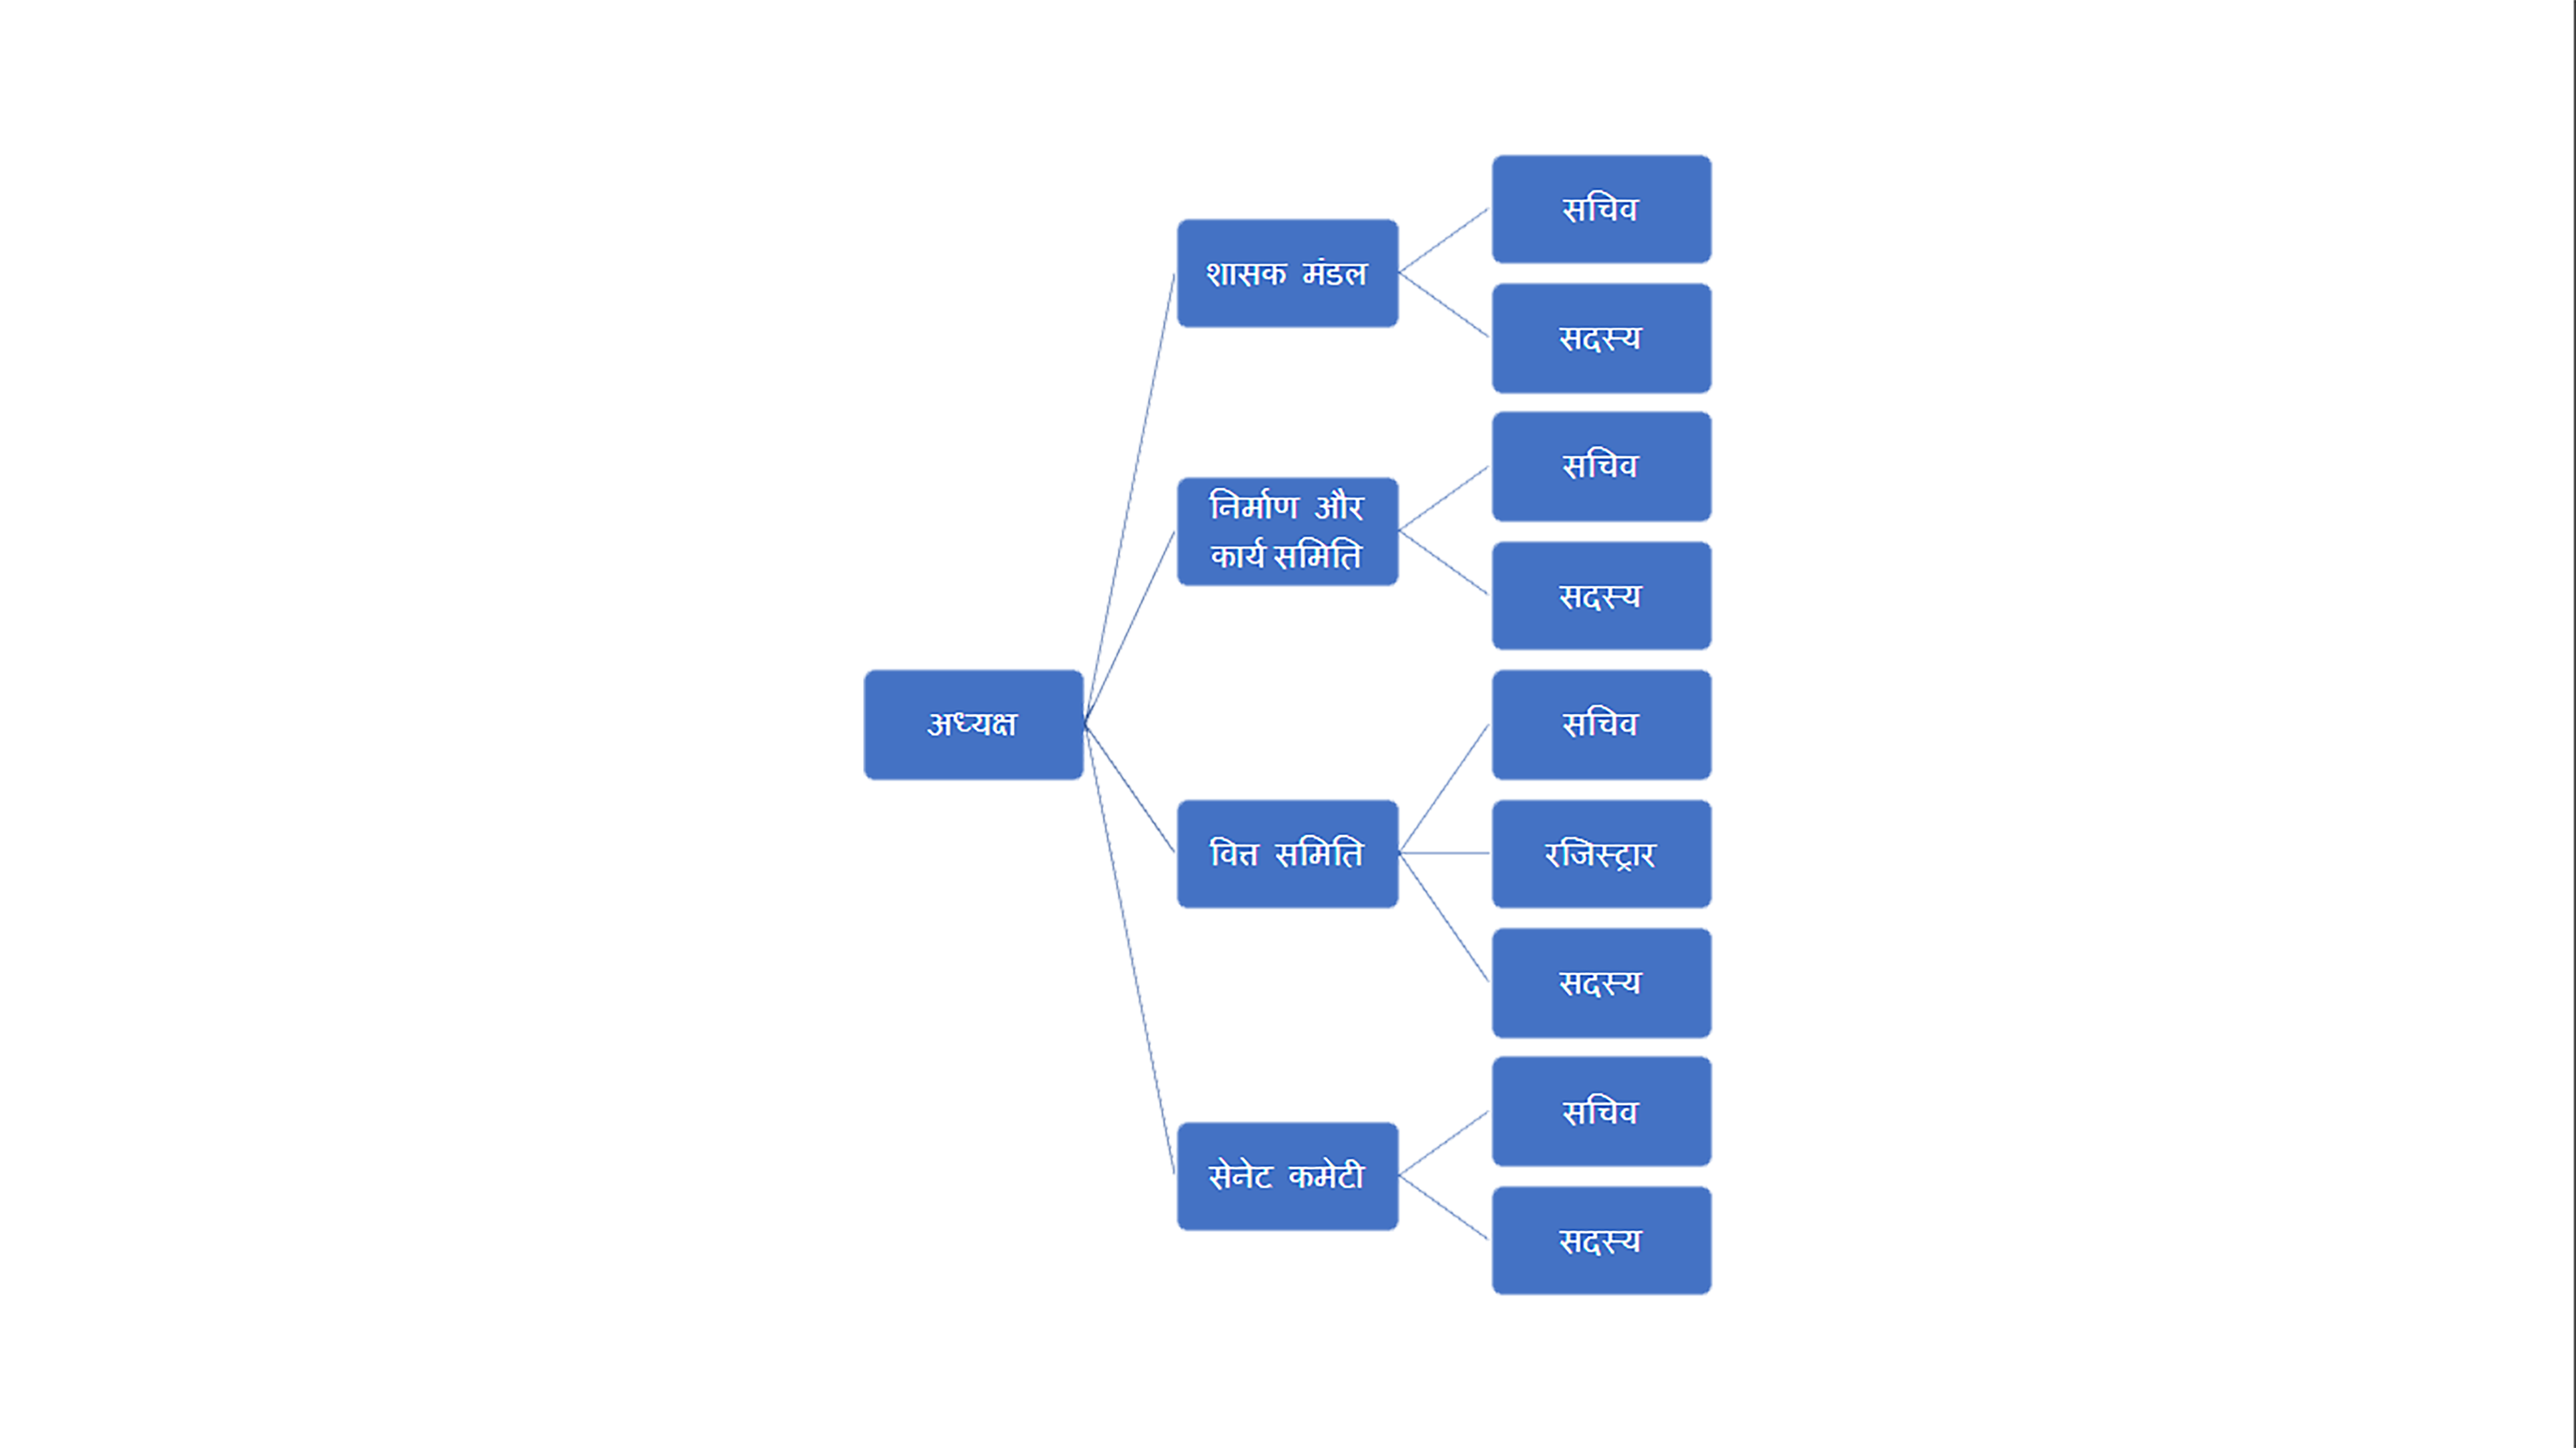 अध्यक्ष
शासक मंडल
सचिव
सदस्य
निर्माण और
कार्य समिति
सचिव
सदस्य
वित्त समिति
सचिव
रजिस्ट्रार
सदस्य
सेनेट कमेटी
सचिव
सदस्य